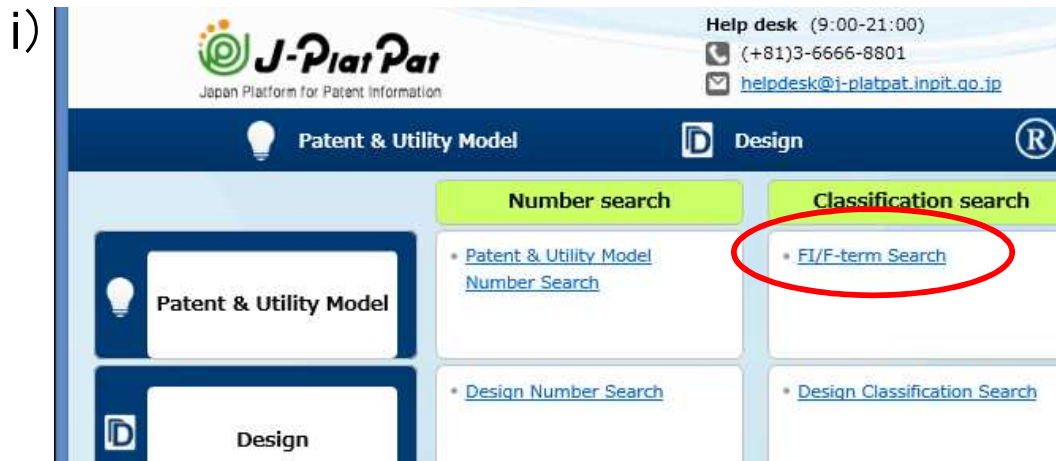 i)
J-PlatPat
Japan Platform for Patent Information
Help desk (9:00-21:00)
(+81)3-6666-8801
helpdesk@j-platpat.inpit.go.jp
Patent & Utility Model
D
Design
R
Number search
Classification search
Patent & Utility Model
• Patent & Utility Model
Number Search
• FI/F-term Search
D
Design
• Design Number Search
• Design Classification Search